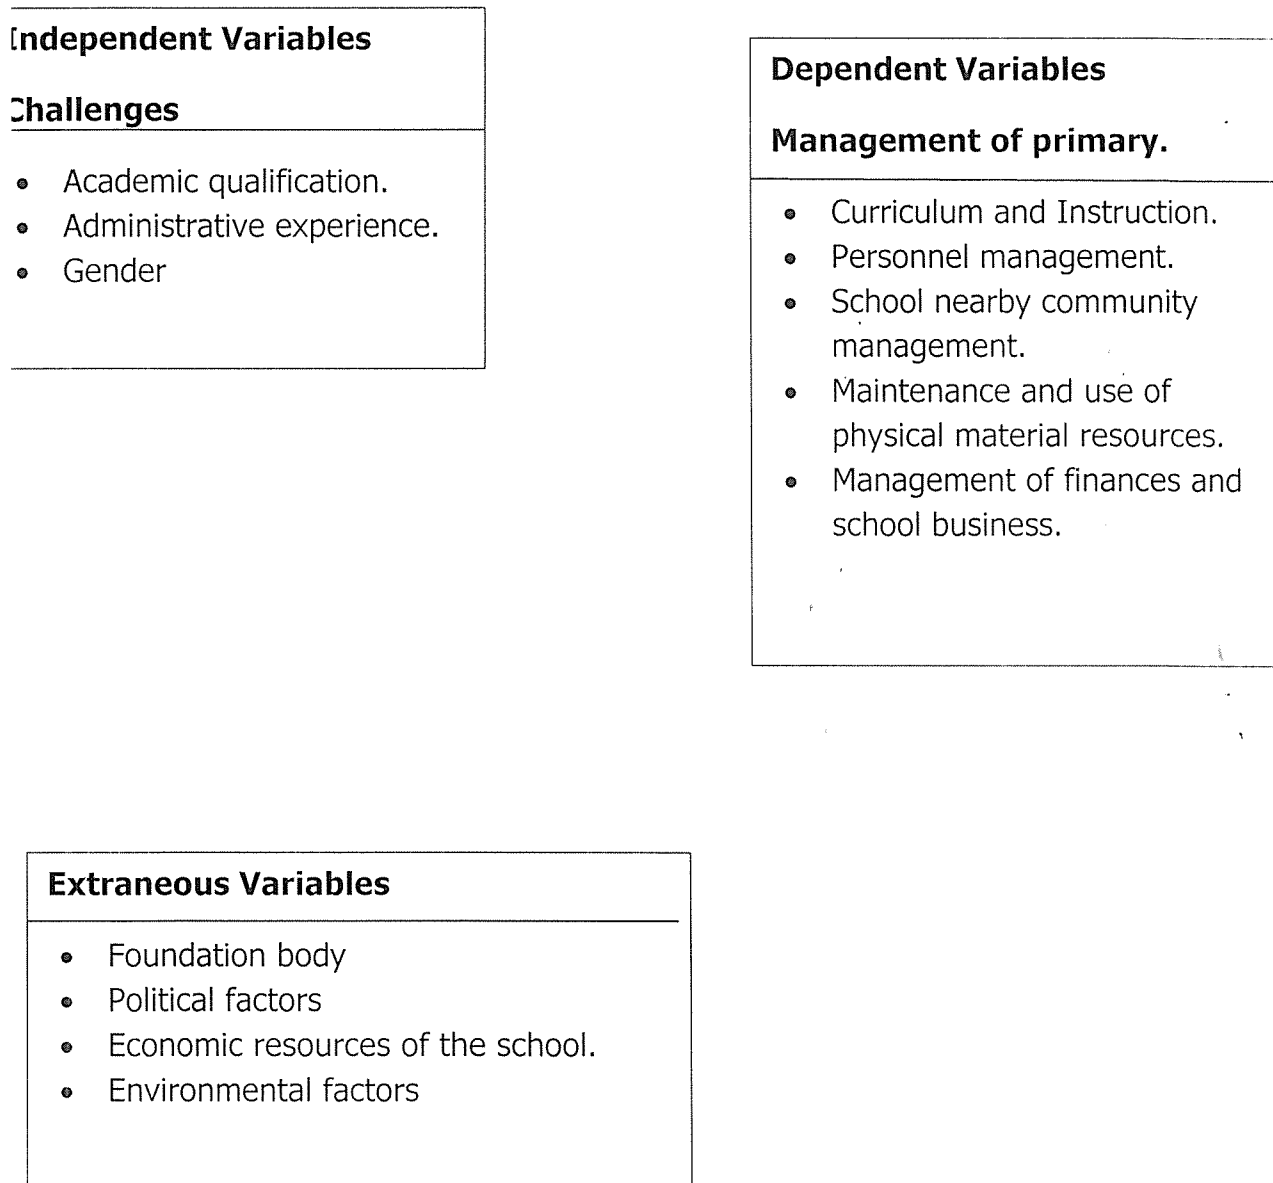 Independent Variables
Challenges
• Academic qualification.
• Administrative experience.
• Gender
Dependent Variables
Management of primary.
• Curriculum and Instruction.
• Personnel management.
• School nearby community
management.
• Maintenance and use of
physical material resources.
• Management of finances and
school business.
Extraneous Variables
• Foundation body
• Political factors
• Economic resources of the school.
• Environmental factors